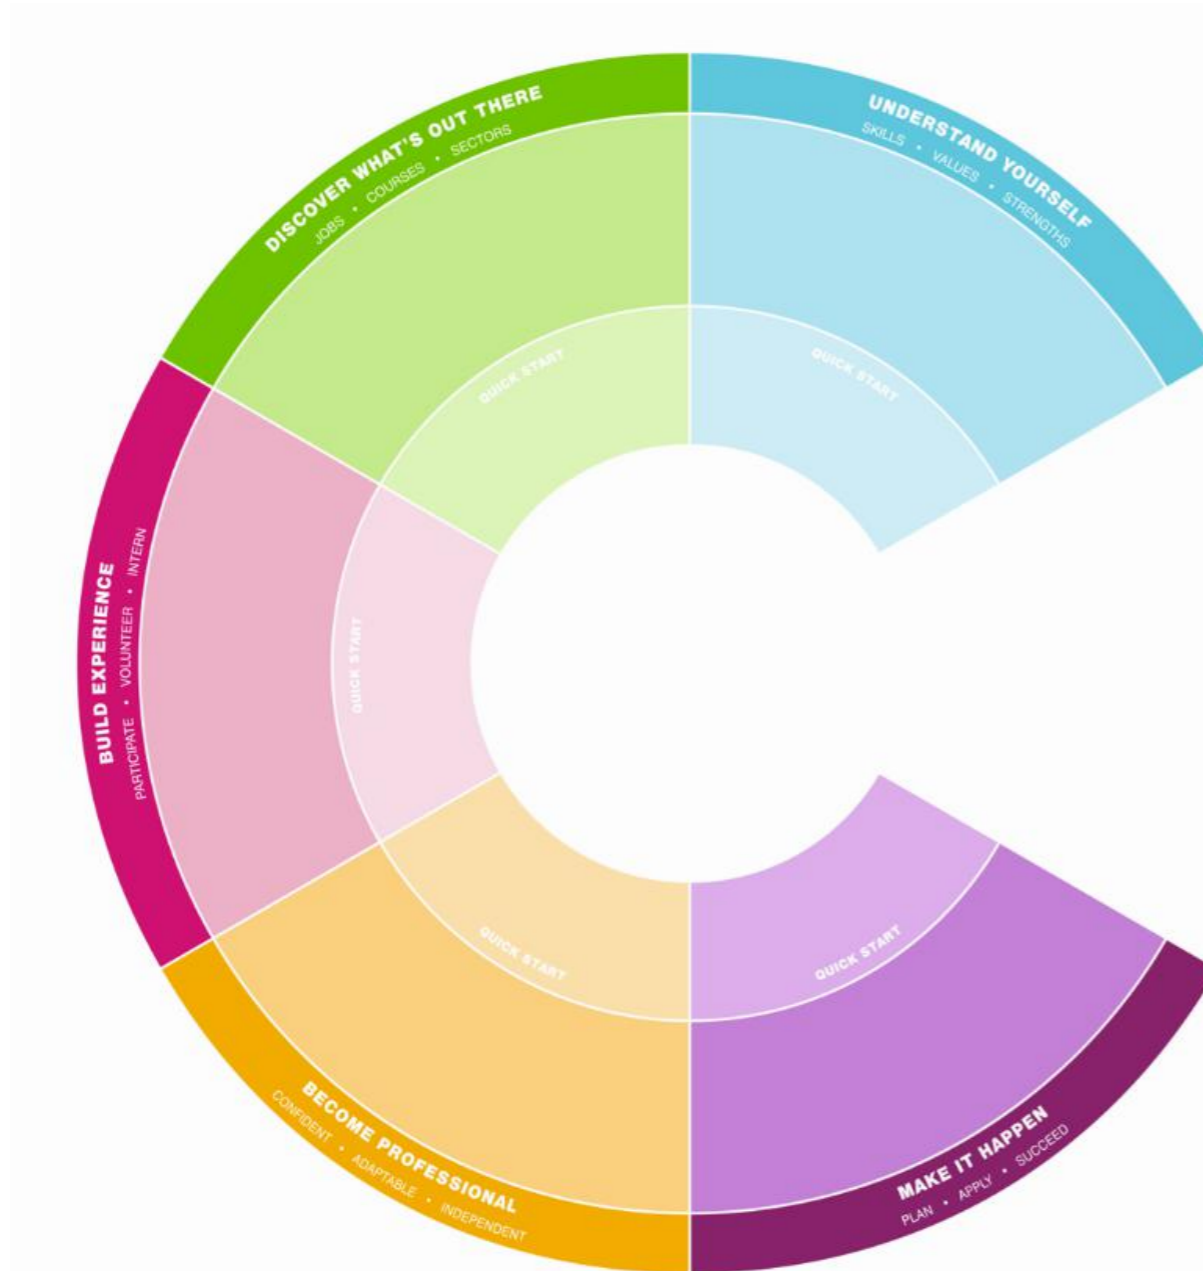 DISCOVER WHAT'S OUT THERE
JOBS • COURSES • SECTORS
QUICK START
UNDERSTAND YOURSELF
SKILLS • VALUES • STRENGTHS
QUICK START
BUILD EXPERIENCE
PARTICIPATE • VOLUNTEER • INTERN
QUICK START
BECOME PROFESSIONAL
CONFIDENT • ADAPTABLE • INDEPENDENT
QUICK START
MAKE IT HAPPEN
PLAN • APPLY • SUCCEED
QUICK START